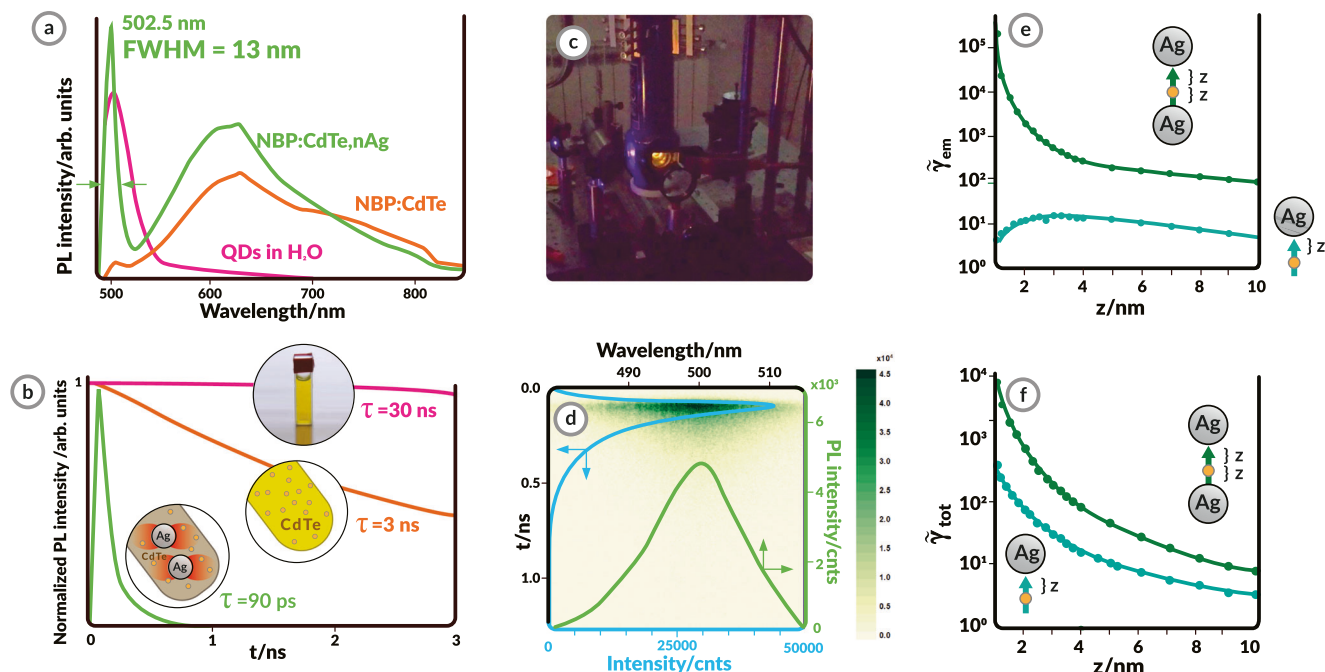 a
502.5 nm
FWHM = 13 nm
NBP:CdTe,nAg
NBP:CdTe
QDs in H₂O
PL intensity/arb. units
500
600
700
800
Wavelength/nm
c
e
10⁵
10⁴
10³
10²
10¹
10⁰
γ̃em
Ag
} z
} z
Ag
Ag
} z
2
4
6
8
10
z/nm
b
1
Normalized PL intensity /arb. units
τ =30 ns
τ =3 ns
τ =90 ps
CdTe
Ag
CdTe
Ag
0
1
2
3
t/ns
Wavelength/nm
490
500
510
d
0.0
0.5
1.0
t/ns
0
25000
50000
Intensity/cnts
x10³
6
4
2
0
PL intensity/cnts
x10⁴
4.5
4.0
3.5
3.0
2.5
2.0
1.5
1.0
0.5
0.0
f
10⁴
10³
10²
10¹
10⁰
γ̃tot
Ag
} z
} z
Ag
Ag
} z
2
4
6
8
10
z/nm